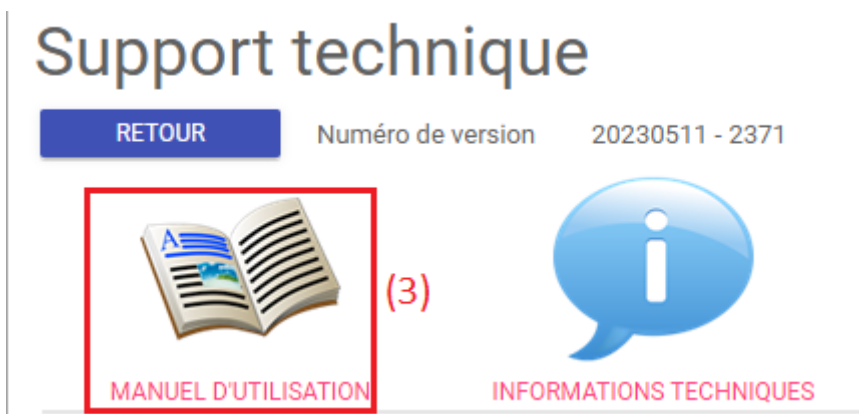 Support technique
RETOUR Numéro de version 20230511 - 2371
A
(3)
MANUEL D'UTILISATION INFORMATIONS TECHNIQUES